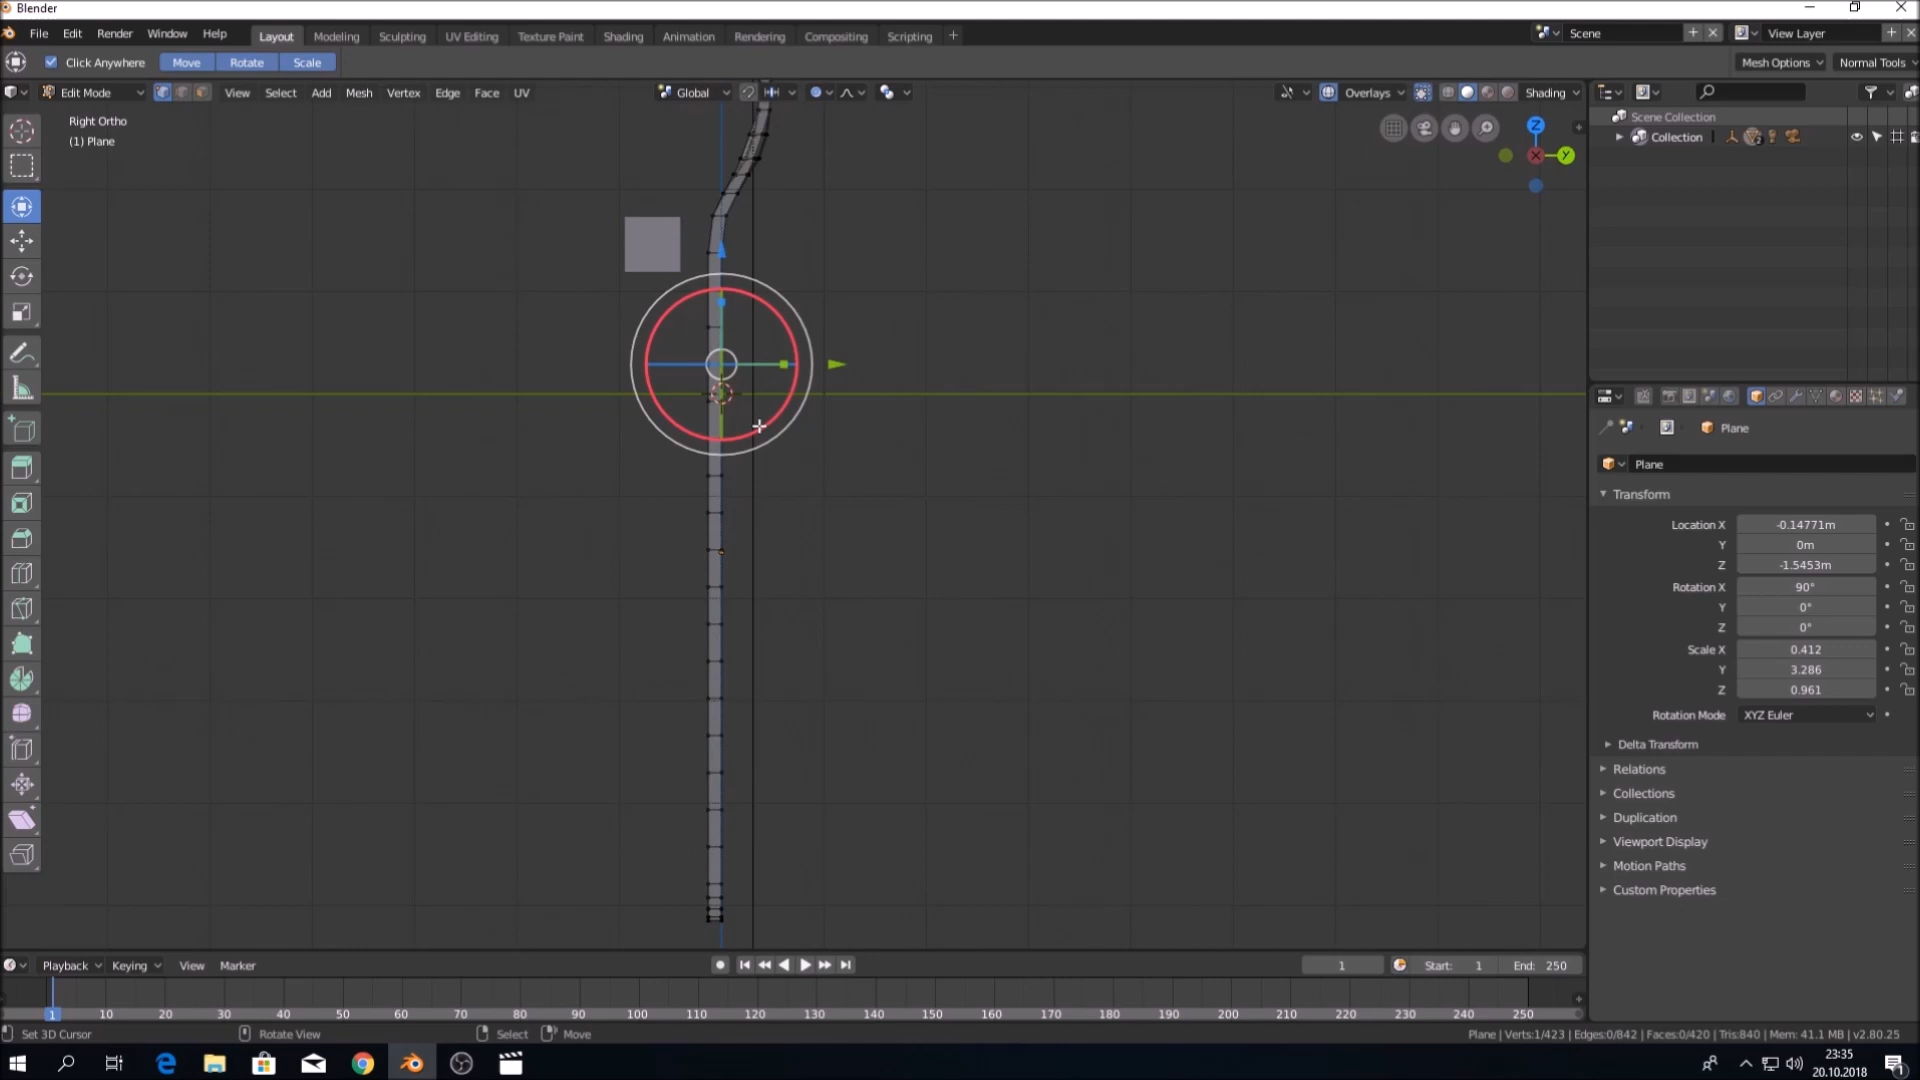 Blender
File Edit Render Window Help Layout Modeling Sculpting UV Editing Texture Paint Shading Animation Rendering Compositing Scripting + Scene View Layer
Click Anywhere Move Rotate Scale Mesh Options Normal Tools
Edit Mode View Select Add Mesh Vertex Edge Face UV Global Overlays Shading
Right Ortho
(1) Plane
Z
X
Y
Scene Collection
Collection
2
Plane
Plane
Transform
Location X -0.14771m
Y 0m
Z -1.5453m
Rotation X 90°
Y 0°
Z 0°
Scale X 0.412
Y 3.286
Z 0.961
Rotation Mode XYZ Euler
Delta Transform
Relations
Collections
Duplication
Viewport Display
Motion Paths
Custom Properties
Playback Keying View Marker 1 Start: 1 End: 250
1 10 20 30 40 50 60 70 80 90 100 110 120 130 140 150 160 170 180 190 200 210 220 230 240 250
Set 3D Cursor Rotate View Select Move Plane | Verts:1/423 | Edges:0/842 | Faces:0/420 | Tris:840 | Mem: 41.1 MB | v2.80.25
23:35
20.10.2018
1